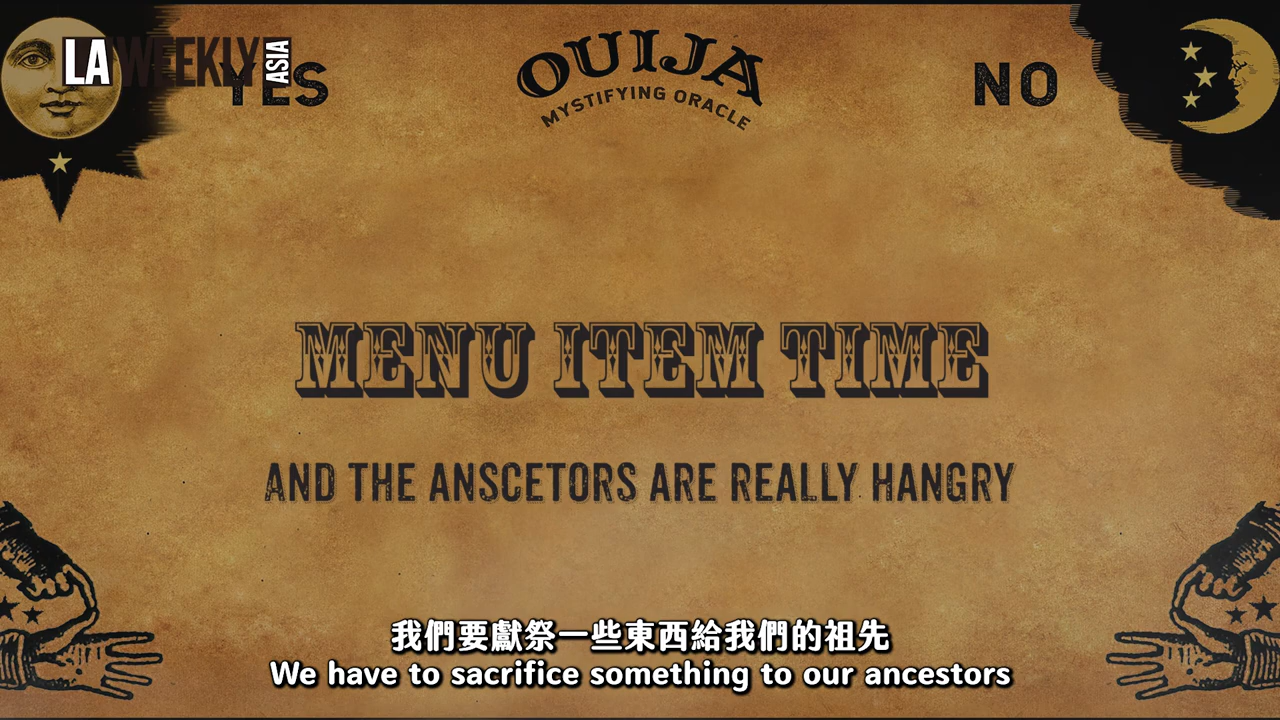 LA WEEKLY ASIA
YES
OUIJA
MYSTIFYING ORACLE
NO
MENU ITEM TIME
AND THE ANSCETORS ARE REALLY HANGRY
我們要獻祭一些東西給我們的祖先
We have to sacrifice something to our ancestors